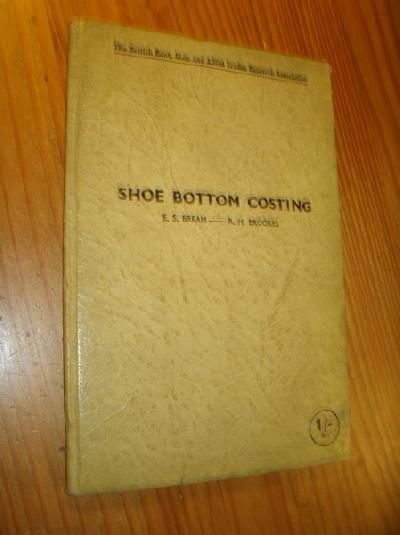 The British Boot, Shoe and Allied Trades Research Association
SHOE BOTTOM COSTING
E. S. BREAM — R. H. BROOKES
1/-